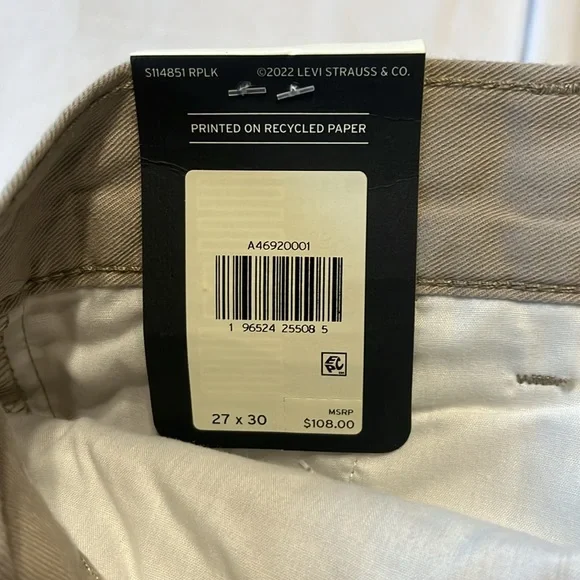 S114851 RPLK ©2022 LEVI STRAUSS & CO.
PRINTED ON RECYCLED PAPER
A46920001
1 96524 25508 5
EPC
27 x 30
MSRP
$108.00